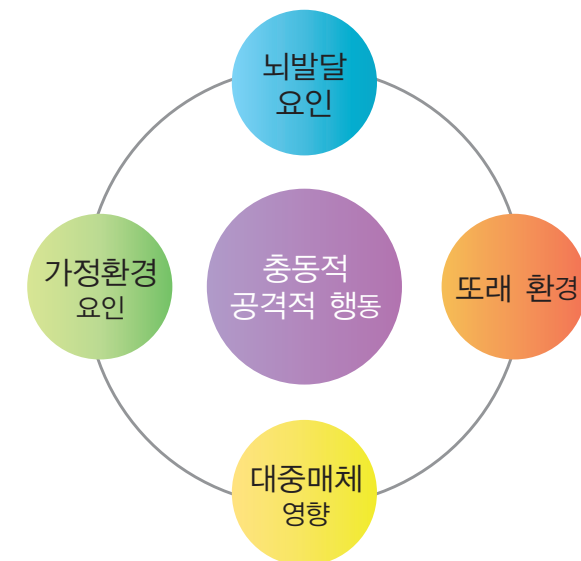 뇌발달
요인
가정환경
요인
충동적
공격적 행동
또래 환경
대중매체
영향